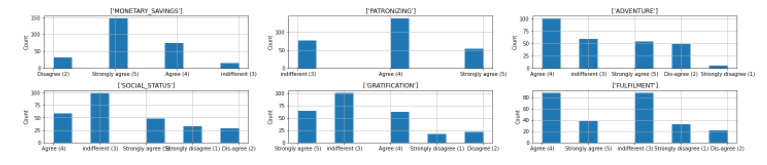 ['MONETARY_SAVINGS']
150
100
50
0
Count
Disagree (2) Strongly agree (5) Agree (4) indifferent (3)
['PATRONIZING']
100
50
0
Count
indifferent (3) Agree (4) Strongly agree (5)
['ADVENTURE']
100
75
50
25
0
Count
Agree (4) indifferent (3) Strongly agree (5) Dis-agree (2) Strongly disagree (1)
['SOCIAL_STATUS']
100
75
50
25
0
Count
Agree (4) indifferent (3) Strongly agree (5) Strongly disagree (1) Dis-agree (2)
['GRATIFICATION']
100
75
50
25
0
Count
Strongly agree (5) indifferent (3) Agree (4) Strongly disagree (1) Dis-agree (2)
['FULFILMENT']
80
60
40
20
0
Count
Agree (4) Strongly agree (5) indifferent (3) Strongly disagree (1) Dis-agree (2)